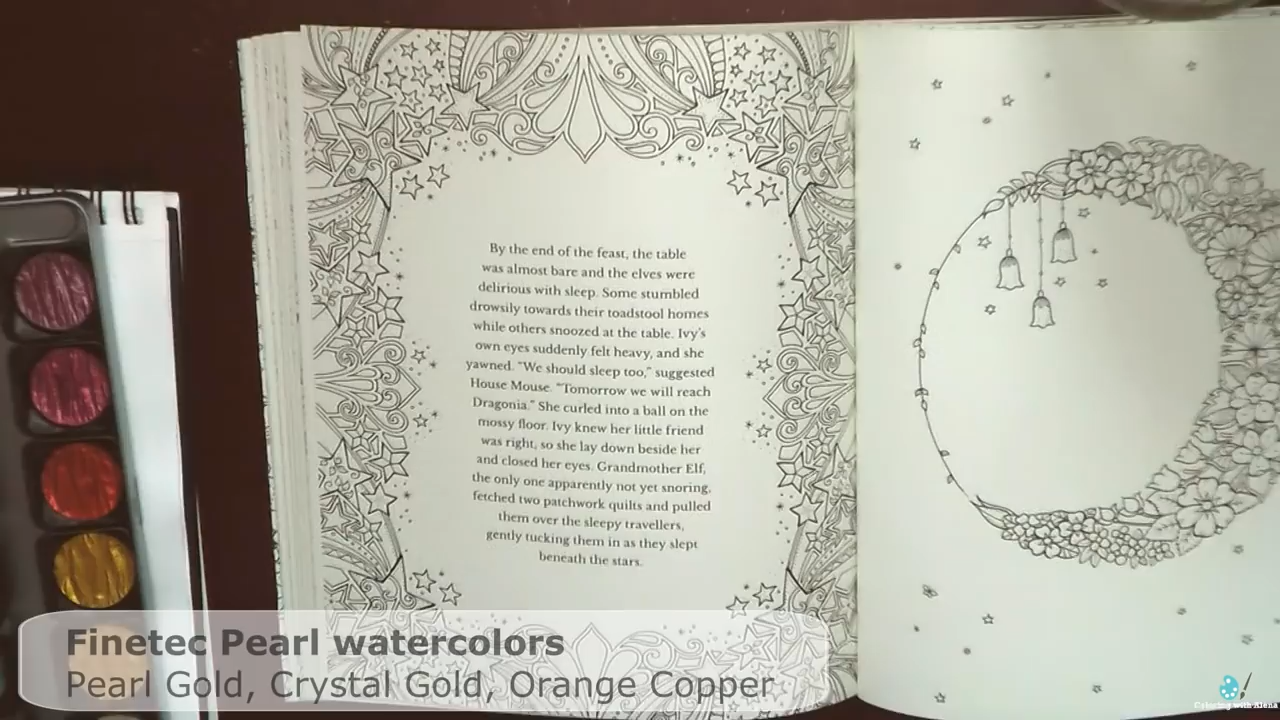 By the end of the feast, the table
was almost bare and the elves were
delirious with sleep. Some stumbled
drowsily towards their toadstool homes
while others snoozed at the table. Ivy's
own eyes suddenly felt heavy, and she
yawned. "We should sleep too," suggested
House Mouse. "Tomorrow we will reach
Dragonia." She curled into a ball on the
mossy floor. Ivy knew her little friend
was right, so she lay down beside her
and closed her eyes. Grandmother Elf,
the only one apparently not yet snoring,
fetched two patchwork quilts and pulled
them over the sleepy travellers,
gently tucking them in as they slept
beneath the stars.
Finetec Pearl watercolors
Pearl Gold, Crystal Gold, Orange Copper
Coloring with Alena